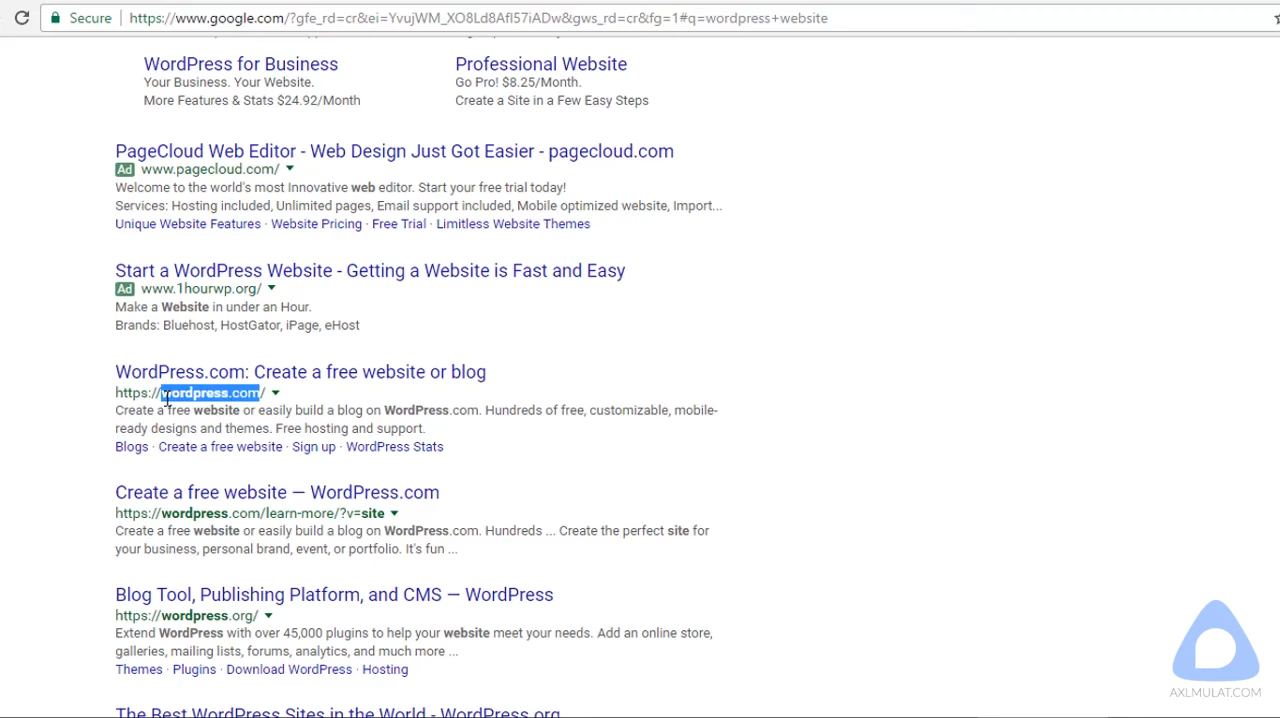 Secure https://www.google.com/?gfe_rd=cr&ei=YvujWM_XO8Ld8AfI57iADw&gws_rd=cr&fg=1#q=wordpress+website
WordPress for Business
Your Business. Your Website.
More Features & Stats $24.92/Month
Professional Website
Go Pro! $8.25/Month.
Create a Site in a Few Easy Steps
PageCloud Web Editor - Web Design Just Got Easier - pagecloud.com
Ad www.pagecloud.com/
Welcome to the world's most Innovative web editor. Start your free trial today!
Services: Hosting included, Unlimited pages, Email support included, Mobile optimized website, Import...
Unique Website Features · Website Pricing · Free Trial · Limitless Website Themes
Start a WordPress Website - Getting a Website is Fast and Easy
Ad www.1hourwp.org/
Make a Website in under an Hour.
Brands: Bluehost, HostGator, iPage, eHost
WordPress.com: Create a free website or blog
https://wordpress.com/
Create a free website or easily build a blog on WordPress.com. Hundreds of free, customizable, mobile-
ready designs and themes. Free hosting and support.
Blogs · Create a free website · Sign up · WordPress Stats
Create a free website — WordPress.com
https://wordpress.com/learn-more/?v=site
Create a free website or easily build a blog on WordPress.com. Hundreds ... Create the perfect site for
your business, personal brand, event, or portfolio. It's fun ...
Blog Tool, Publishing Platform, and CMS — WordPress
https://wordpress.org/
Extend WordPress with over 45,000 plugins to help your website meet your needs. Add an online store,
galleries, mailing lists, forums, analytics, and much more ...
Themes · Plugins · Download WordPress · Hosting
The Best WordPress Sites in the World - WordPress.org
AXLMULAT.COM